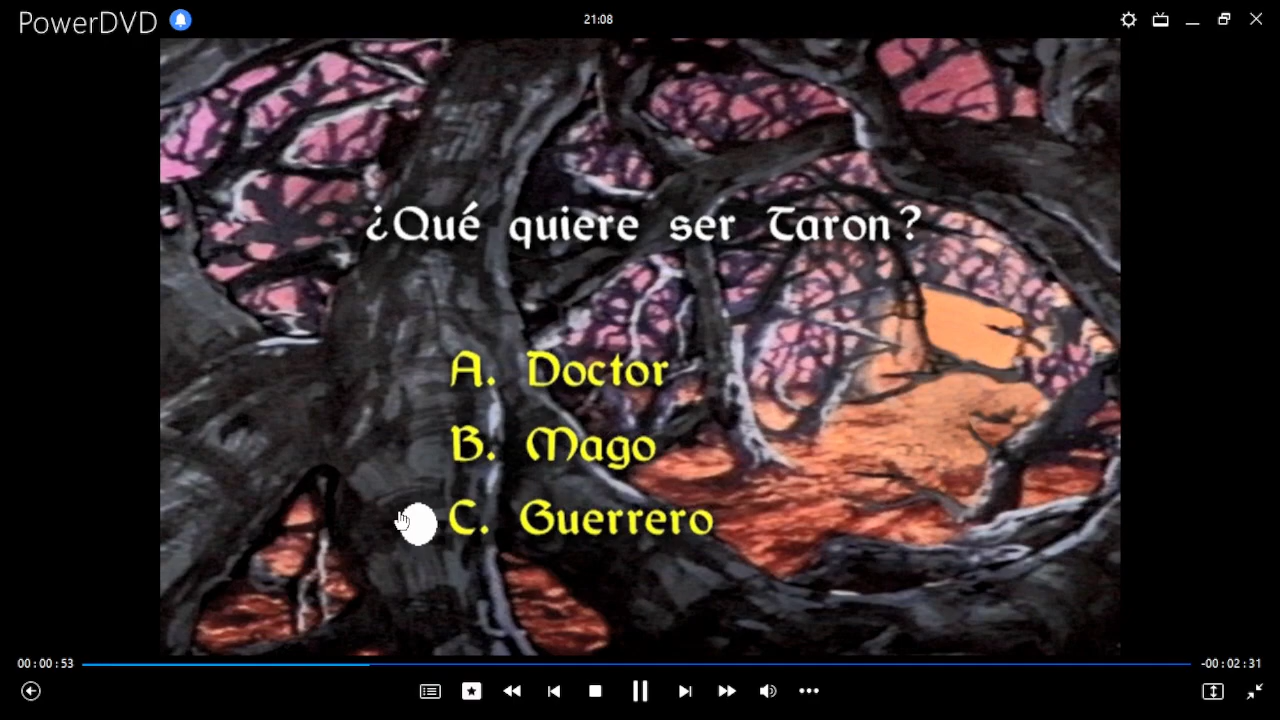 PowerDVD
21:08
¿Qué quiere ser Taron?
A. Doctor
B. Mago
C. Guerrero
00:00:53
-00:02:31